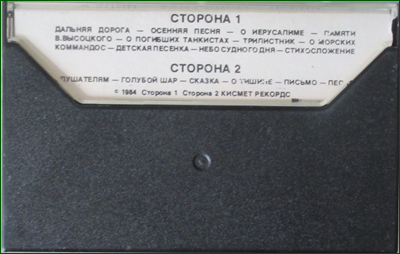 СТОРОНА 1
ДАЛЬНЯЯ ДОРОГА — ОСЕННЯЯ ПЕСНЯ — О ИЕРУСАЛИМЕ — ПАМЯТИ
В.ВЫСОЦКОГО — О ПОГИБШИХ ТАНКИСТАХ — ТРИЛИСТНИК — О МОРСКИХ
КОММАНДОС — ДЕТСКАЯ ПЕСЕНКА — НЕБО СУДНОГО ДНЯ — СТИХОСЛОЖЕНИЕ
СТОРОНА 2
ЛУШАТЕЛЯМ — ГОЛУБОЙ ШАР — СКАЗКА — О ТИШИНЕ — ПИСЬМО —
© 1984 Сторона 1 Сторона 2 КИСМЕТ РЕКОРДС